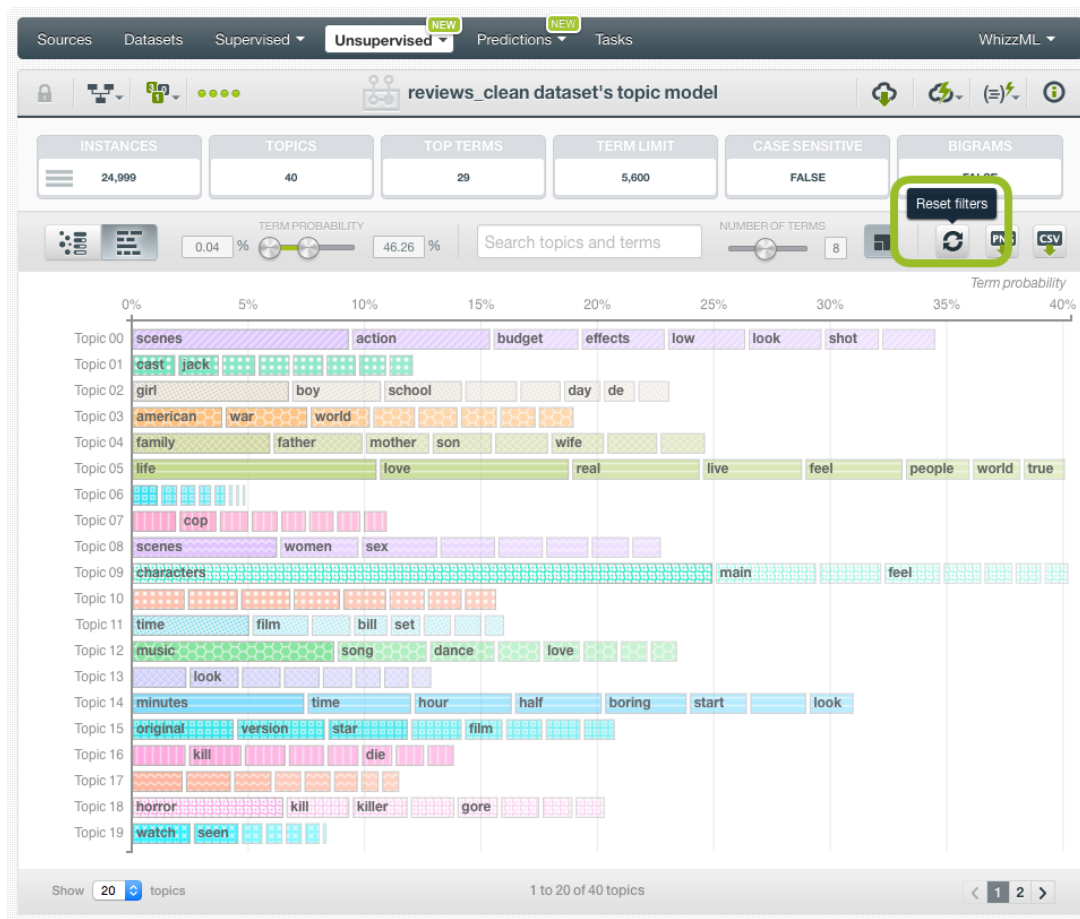 NEW NEW
Sources Datasets Supervised Unsupervised Predictions Tasks WhizzML
reviews_clean dataset's topic model
INSTANCES TOPICS TOP TERMS TERM LIMIT CASE SENSITIVE BIGRAMS
24,999 40 29 5,600 FALSE FALSE
Reset filters
TERM PROBABILITY NUMBER OF TERMS
0.04 % 46.26 % Search topics and terms 8 PNG CSV
Term probability
0% 5% 10% 15% 20% 25% 30% 35% 40%
Topic 00 scenes action budget effects low look shot
Topic 01 cast jack
Topic 02 girl boy school day de
Topic 03 american war world
Topic 04 family father mother son wife
Topic 05 life love real live feel people world true
Topic 06
Topic 07 cop
Topic 08 scenes women sex
Topic 09 characters main feel
Topic 10
Topic 11 time film bill set
Topic 12 music song dance love
Topic 13 look
Topic 14 minutes time hour half boring start look
Topic 15 original version star film
Topic 16 kill die
Topic 17
Topic 18 horror kill killer gore
Topic 19 watch seen
Show 20 topics 1 to 20 of 40 topics < 1 2 >